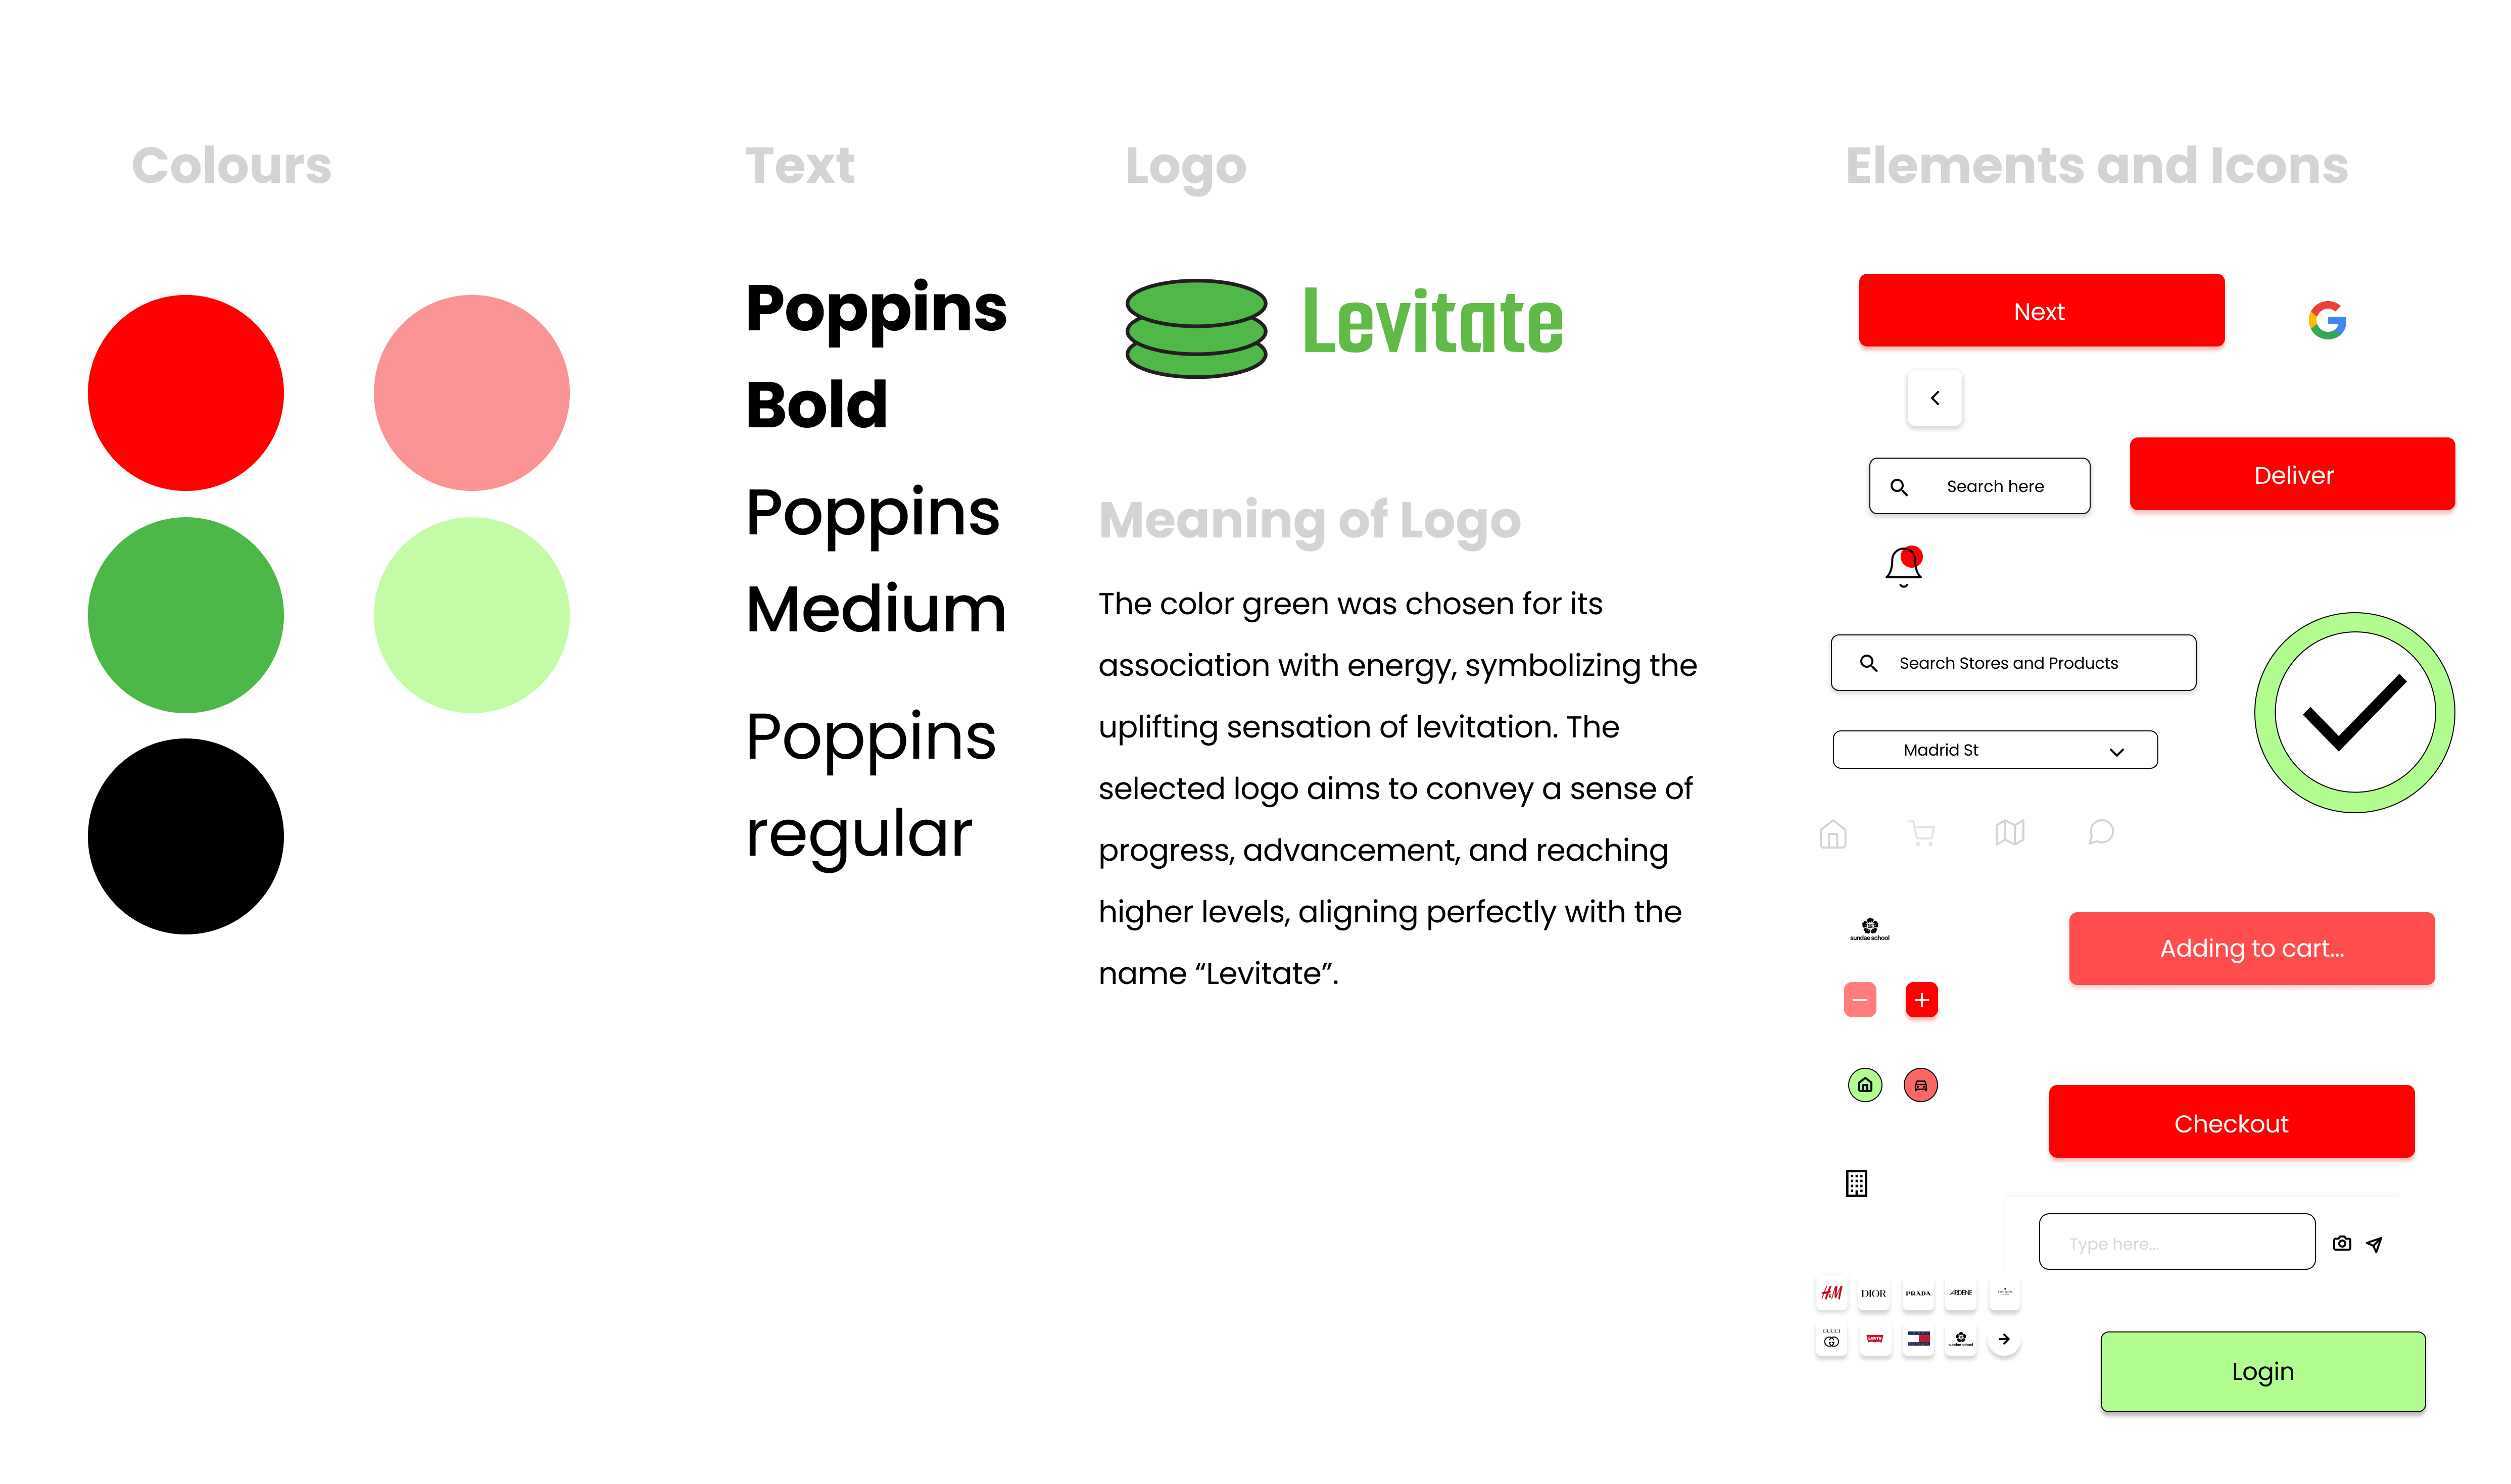 Colours
Text
Logo
Elements and Icons
Poppins
Bold
Poppins
Medium
Poppins
regular
Levitate
Meaning of Logo
The color green was chosen for its
association with energy, symbolizing the
uplifting sensation of levitation. The
selected logo aims to convey a sense of
progress, advancement, and reaching
higher levels, aligning perfectly with the
name “Levitate”.
Next
Deliver
Search here
Search Stores and Products
Madrid St
sundae school
Adding to cart...
Checkout
Type here...
H&M
DIOR
PRADA
ARDENE
GUCCI
Levi's
sundae school
Login